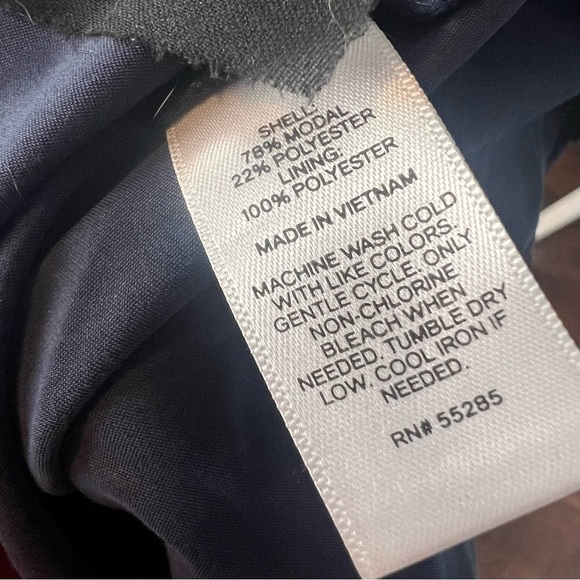 SHELL:
78% MODAL
22% POLYESTER
LINING:
100% POLYESTER
MADE IN VIETNAM
MACHINE WASH COLD
WITH LIKE COLORS,
GENTLE CYCLE. ONLY
NON-CHLORINE
BLEACH WHEN
NEEDED. TUMBLE DRY
LOW. COOL IRON IF
NEEDED.
RN# 55285